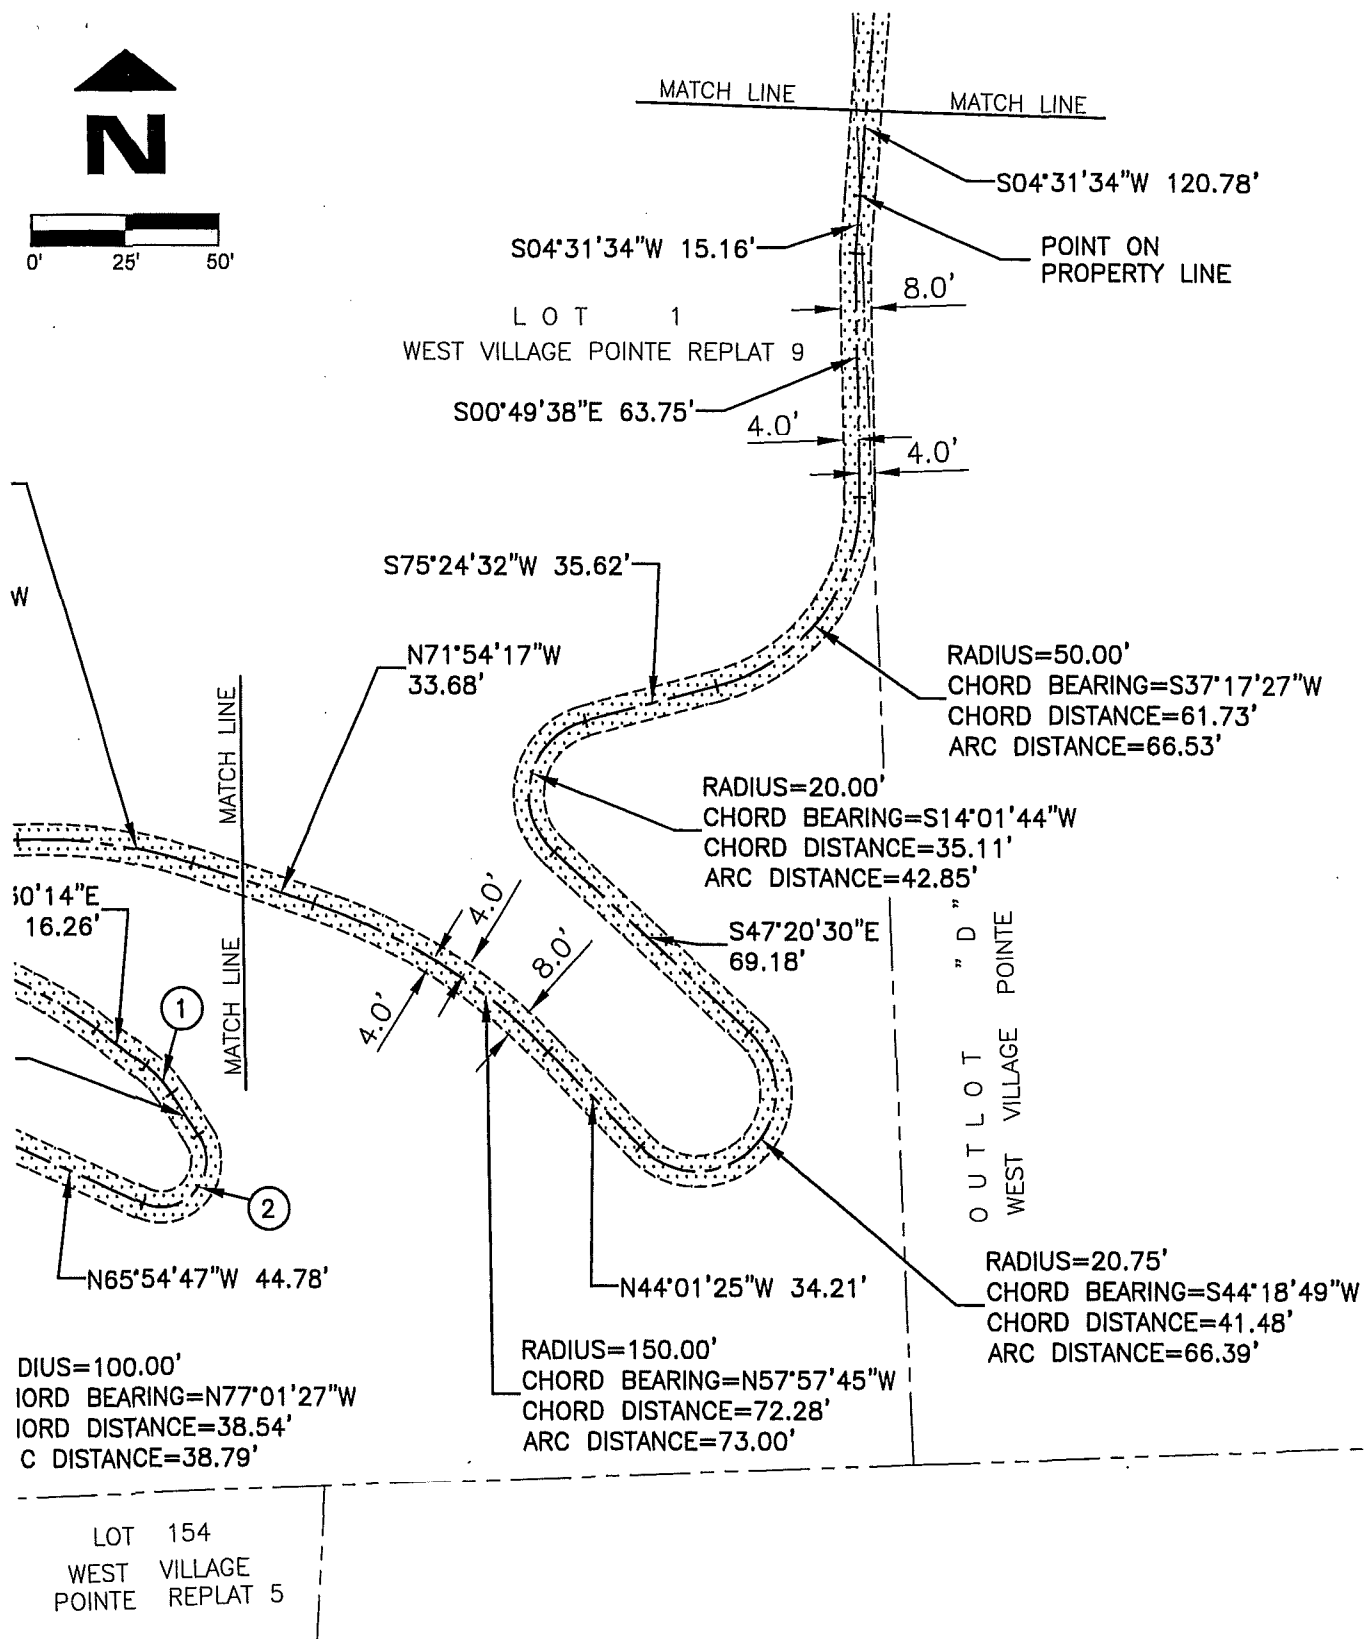 MATCH LINE
MATCH LINE
N
0' 25' 50'
S04°31'34"W 120.78'
S04°31'34"W 15.16'
POINT ON
PROPERTY LINE
8.0'
LOT 1
WEST VILLAGE POINTE REPLAT 9
S00°49'38"E 63.75'
4.0'
4.0'
S75°24'32"W 35.62'
W
N71°54'17"W
33.68'
RADIUS=50.00'
CHORD BEARING=S37°17'27"W
CHORD DISTANCE=61.73'
ARC DISTANCE=66.53'
MATCH LINE
RADIUS=20.00'
CHORD BEARING=S14°01'44"W
CHORD DISTANCE=35.11'
ARC DISTANCE=42.85'
0'14"E
16.26'
4.0'
S47°20'30"E
69.18'
8.0'
4.0'
MATCH LINE
1
OUTLOT "D"
WEST VILLAGE POINTE
2
N65°54'47"W 44.78'
N44°01'25"W 34.21'
RADIUS=20.75'
CHORD BEARING=S44°18'49"W
CHORD DISTANCE=41.48'
ARC DISTANCE=66.39'
DIUS=100.00'
IORD BEARING=N77°01'27"W
IORD DISTANCE=38.54'
C DISTANCE=38.79'
RADIUS=150.00'
CHORD BEARING=N57°57'45"W
CHORD DISTANCE=72.28'
ARC DISTANCE=73.00'
LOT 154
WEST VILLAGE
POINTE REPLAT 5